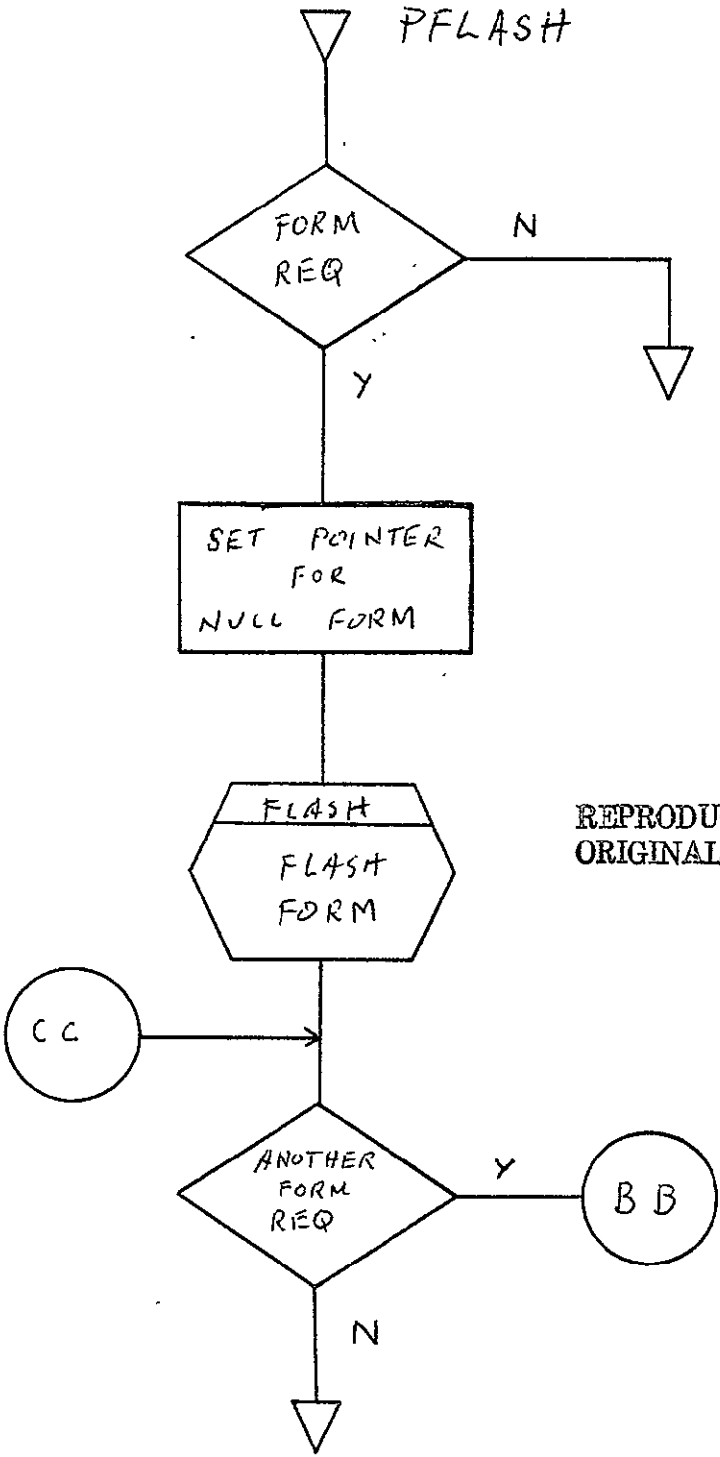 PFLASH
FORM
REQ
N
Y
SET POINTER
FOR
NULL FORM
FLASH
FLASH
FORM
REPRODU
ORIGINAL
CC
ANOTHER
FORM
REQ
Y
BB
N